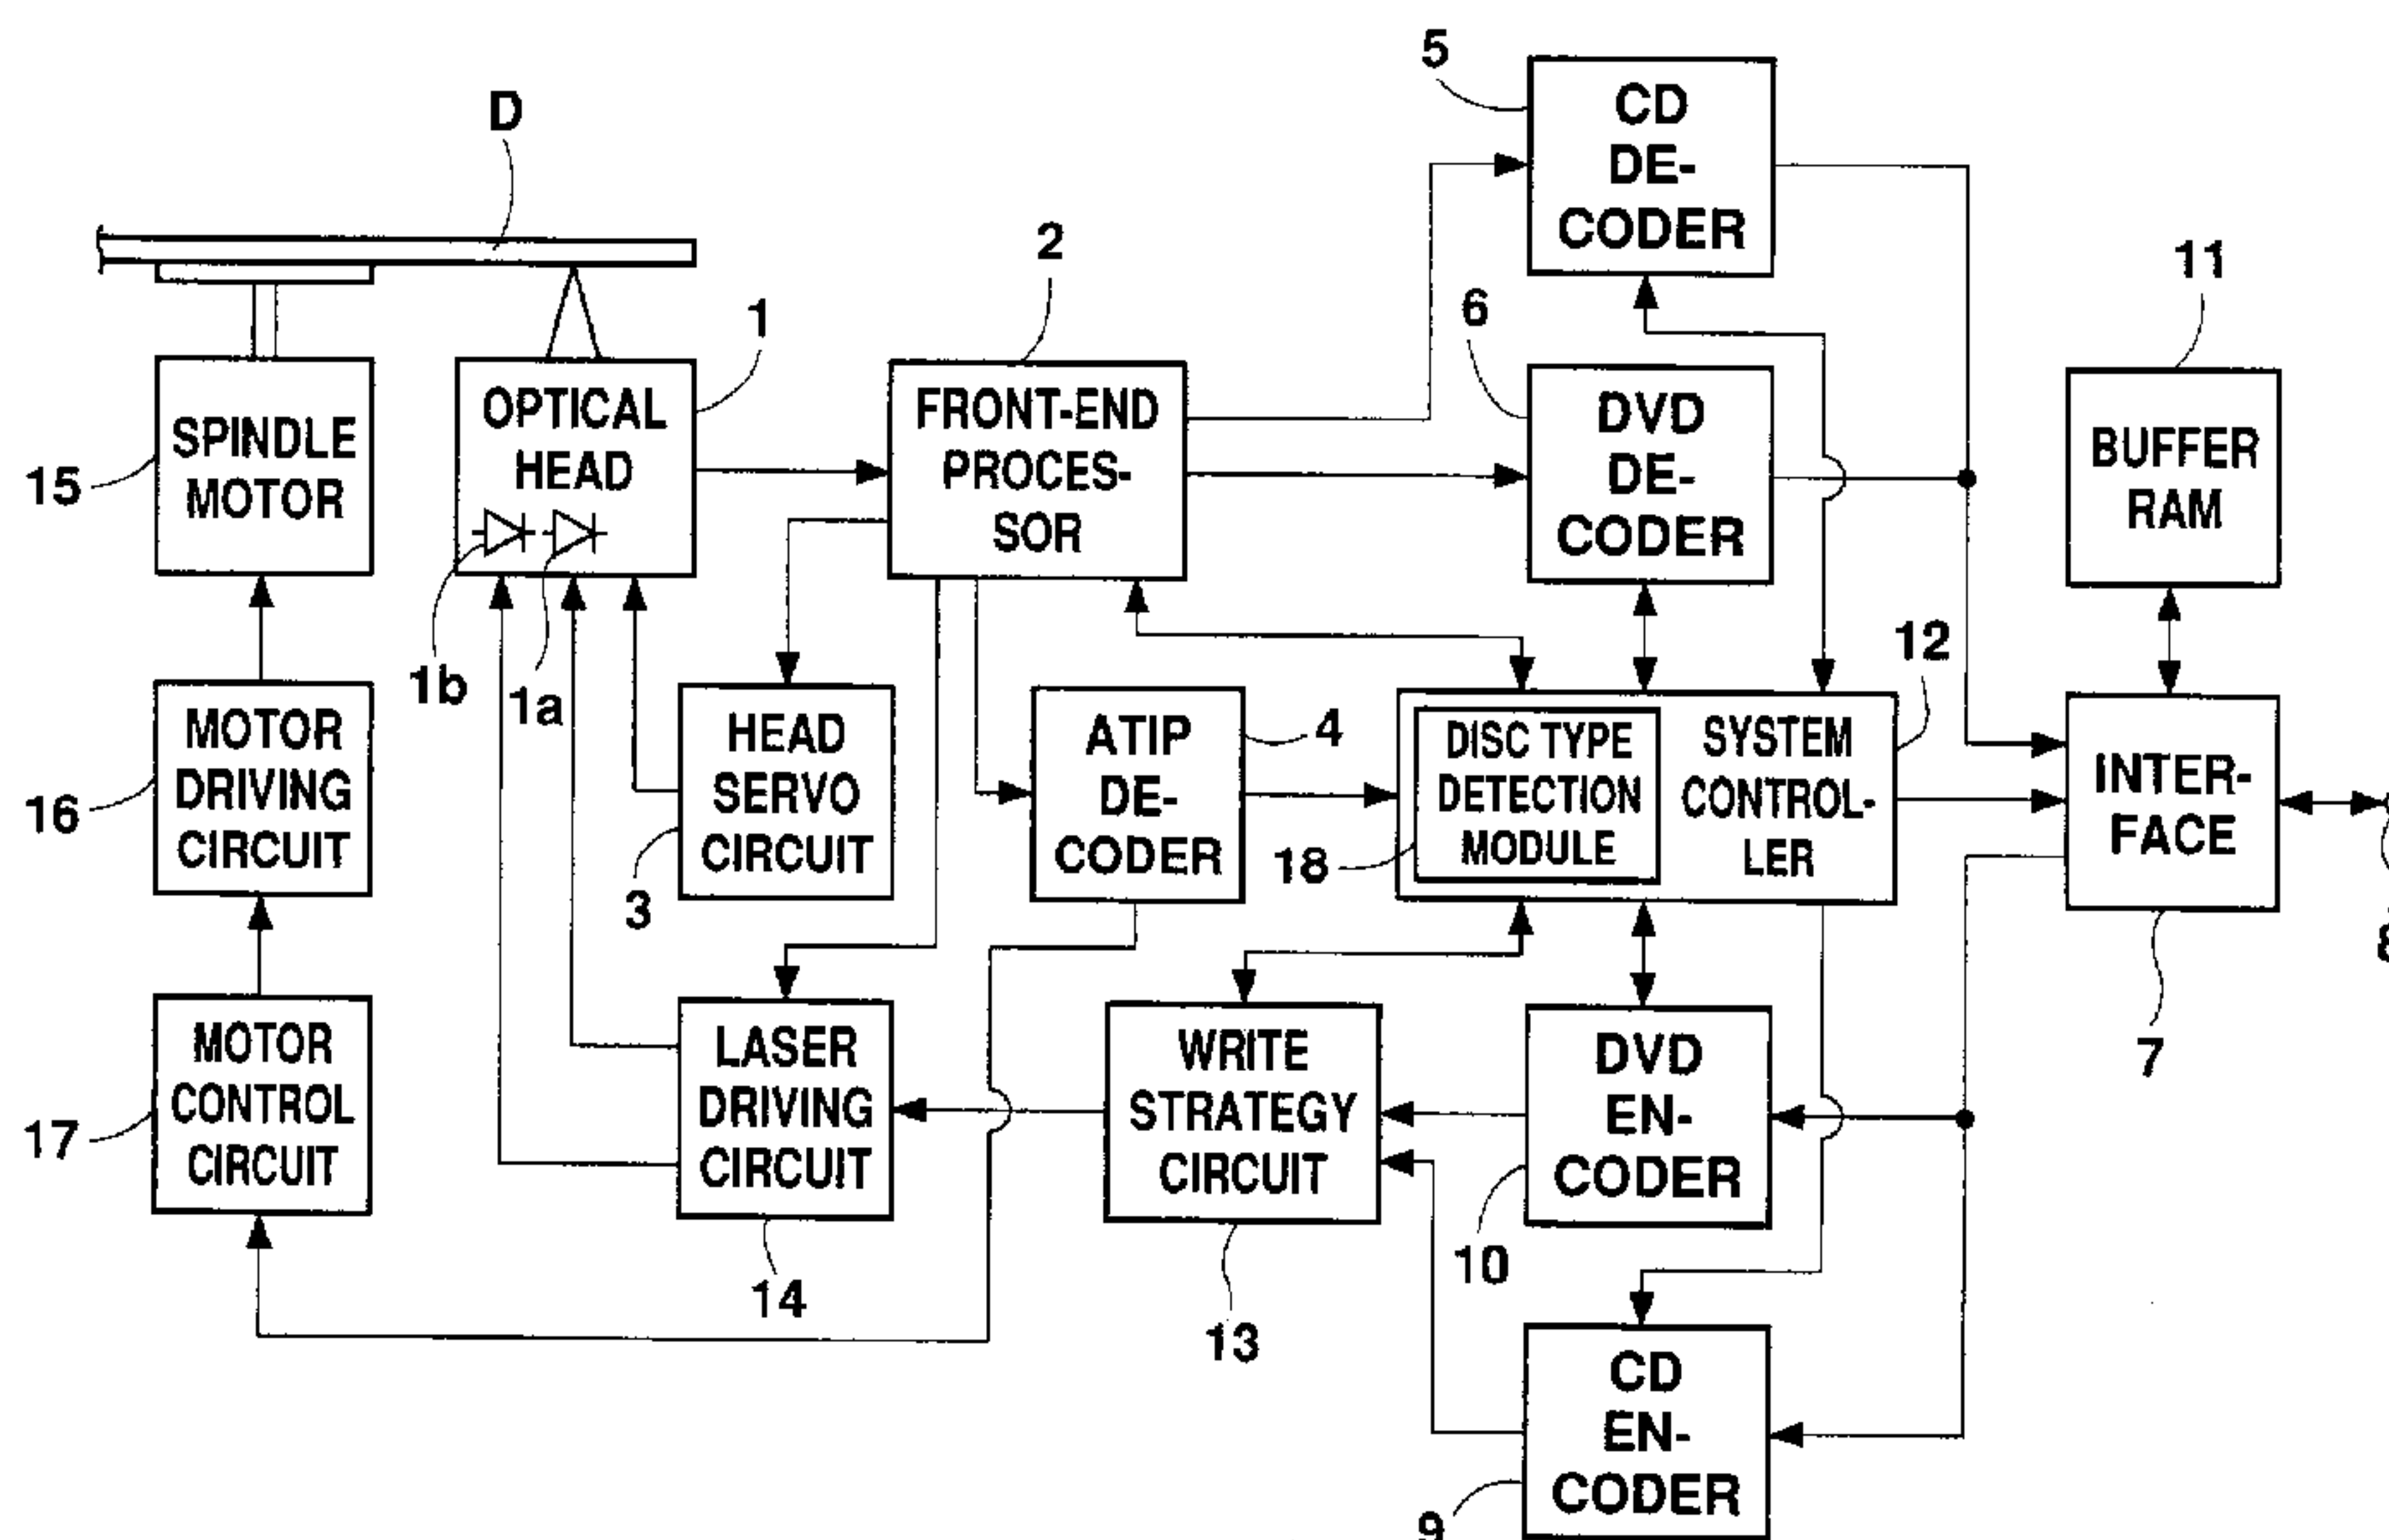 5
CD
DE-
CODER
D
2
11
1
6
OPTICAL
HEAD
FRONT-END
PROCES-
SOR
DVD
DE-
CODER
BUFFER
RAM
SPINDLE
MOTOR
15
1b
1a
12
MOTOR
DRIVING
CIRCUIT
16
HEAD
SERVO
CIRCUIT
3
ATIP
DE-
CODER
4
DISC TYPE
DETECTION
MODULE
18
SYSTEM
CONTROL-
LER
INTER-
FACE
7
MOTOR
CONTROL
CIRCUIT
17
LASER
DRIVING
CIRCUIT
14
WRITE
STRATEGY
CIRCUIT
13
DVD
EN-
CODER
10
CD
EN-
CODER
9